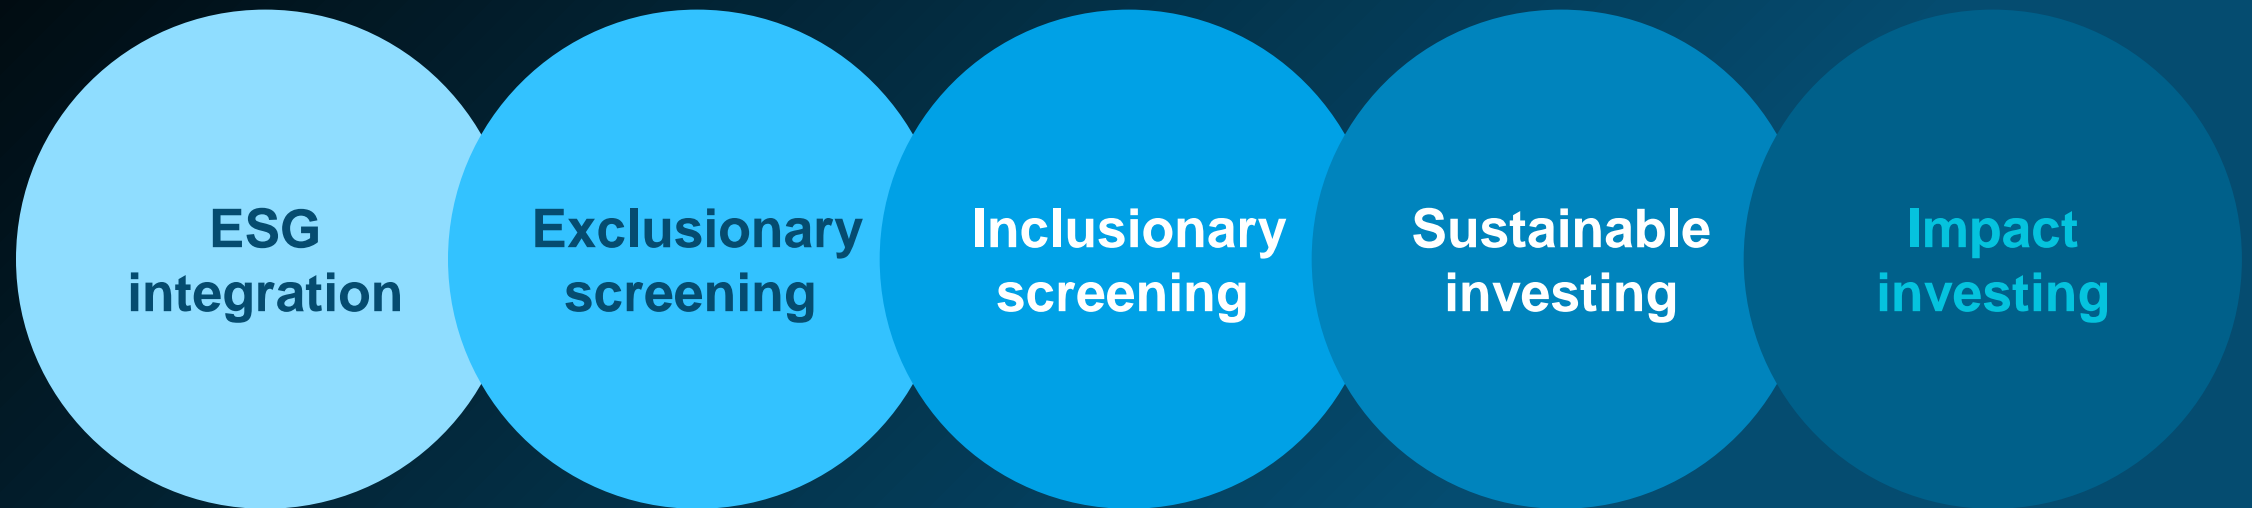 ESG
integration
Exclusionary
screening
Inclusionary
screening
Sustainable
investing
Impact
investing